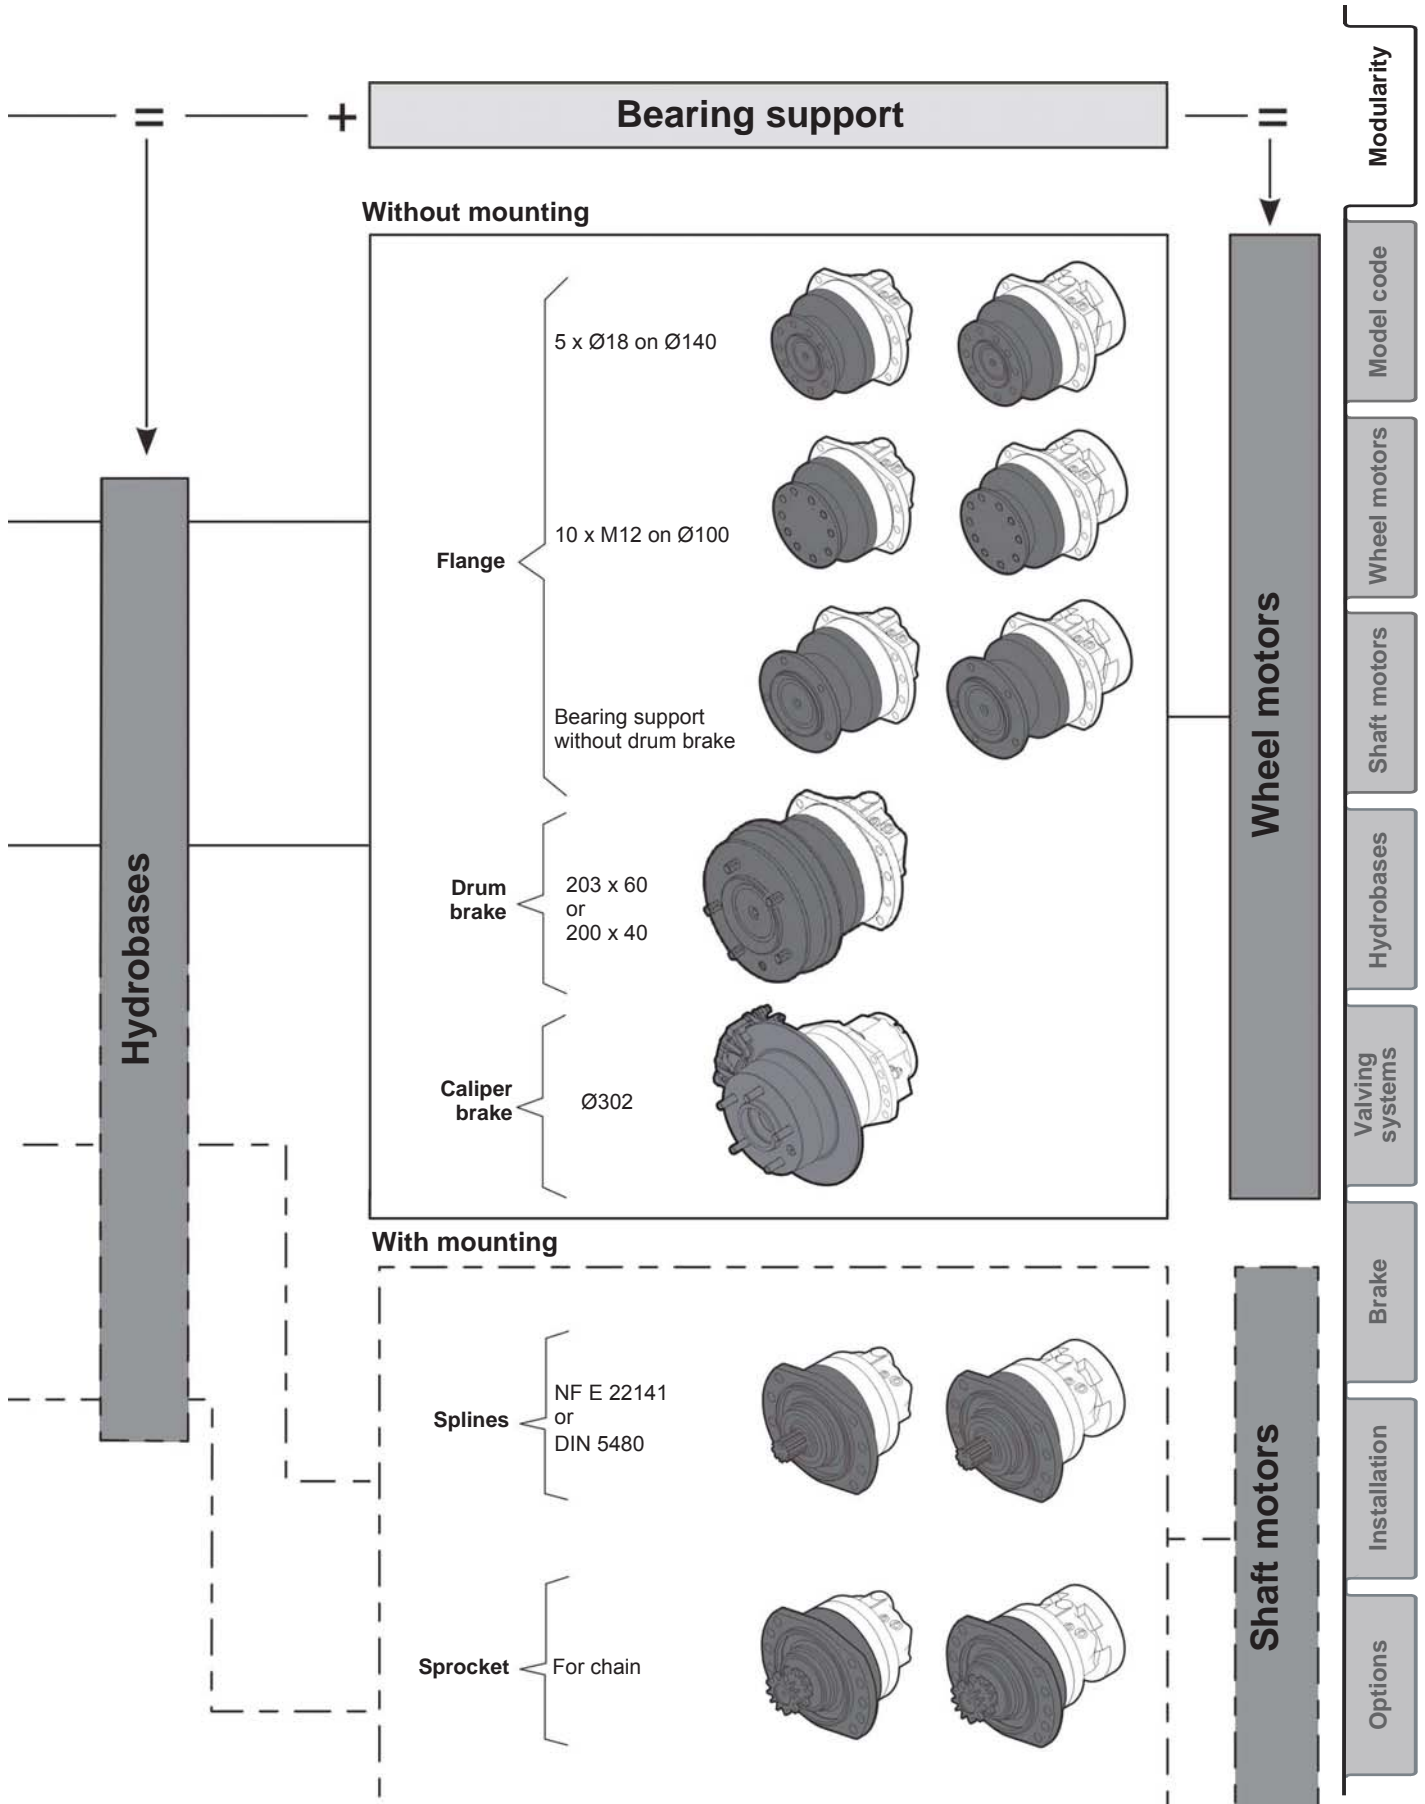 = + Bearing support =
Without mounting
Flange
5 x Ø18 on Ø140
10 x M12 on Ø100
Bearing support
without drum brake
Drum
brake
203 x 60
or
200 x 40
Caliper
brake
Ø302
With mounting
Splines
NF E 22141
or
DIN 5480
Sprocket
For chain
Hydrobases
Wheel motors
Shaft motors
Modularity
Model code
Wheel motors
Shaft motors
Hydrobases
Valving
systems
Brake
Installation
Options